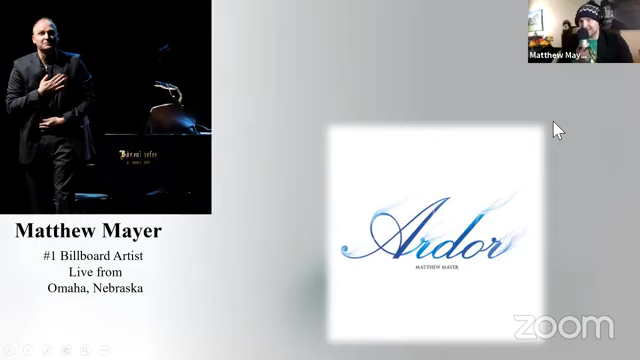 Matthew May...
Matthew Mayer
#1 Billboard Artist
Live from
Omaha, Nebraska
Ardor
MATTHEW MAYER
zoom